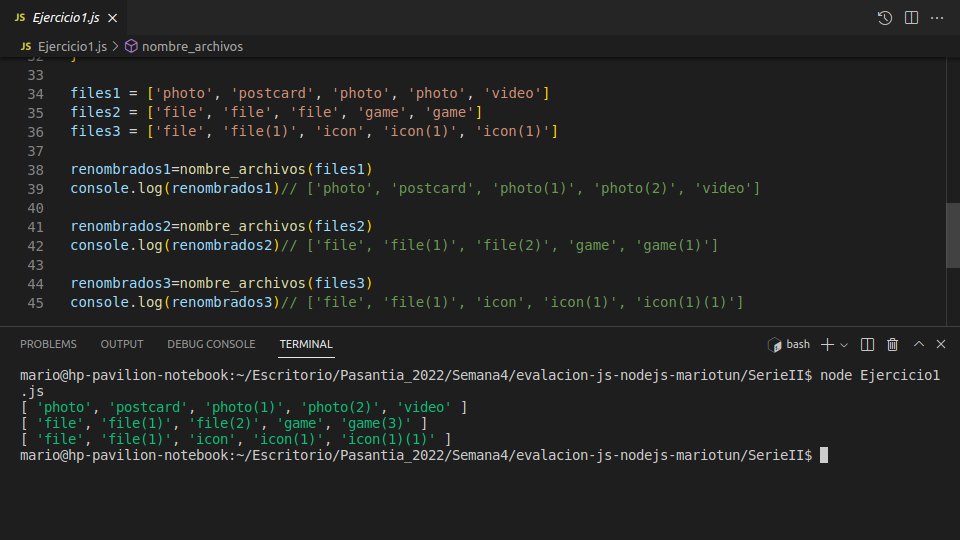 JS Ejercicio1.js
JS Ejercicio1.js > nombre_archivos
32 }
33
34 files1 = ['photo', 'postcard', 'photo', 'photo', 'video']
35 files2 = ['file', 'file', 'file', 'game', 'game']
36 files3 = ['file', 'file(1)', 'icon', 'icon(1)', 'icon(1)']
37
38 renombrados1=nombre_archivos(files1)
39 console.log(renombrados1)// ['photo', 'postcard', 'photo(1)', 'photo(2)', 'video']
40
41 renombrados2=nombre_archivos(files2)
42 console.log(renombrados2)// ['file', 'file(1)', 'file(2)', 'game', 'game(1)']
43
44 renombrados3=nombre_archivos(files3)
45 console.log(renombrados3)// ['file', 'file(1)', 'icon', 'icon(1)', 'icon(1)(1)']
PROBLEMS OUTPUT DEBUG CONSOLE TERMINAL bash
mario@hp-pavilion-notebook:~/Escritorio/Pasantia_2022/Semana4/evalacion-js-nodejs-mariotun/SerieII$ node Ejercicio1
.js
[ 'photo', 'postcard', 'photo(1)', 'photo(2)', 'video' ]
[ 'file', 'file(1)', 'file(2)', 'game', 'game(3)' ]
[ 'file', 'file(1)', 'icon', 'icon(1)', 'icon(1)(1)' ]
mario@hp-pavilion-notebook:~/Escritorio/Pasantia_2022/Semana4/evalacion-js-nodejs-mariotun/SerieII$